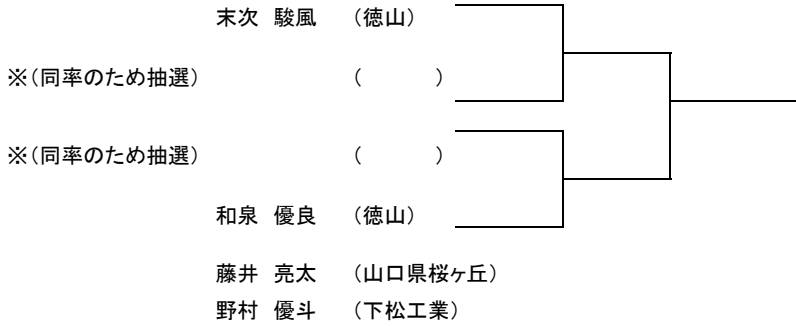 末次 駿風 （徳山）
※（同率のため抽選） （ ）
※（同率のため抽選） （ ）
和泉 優良 （徳山）
藤井 亮太 （山口県桜ヶ丘）
野村 優斗 （下松工業）